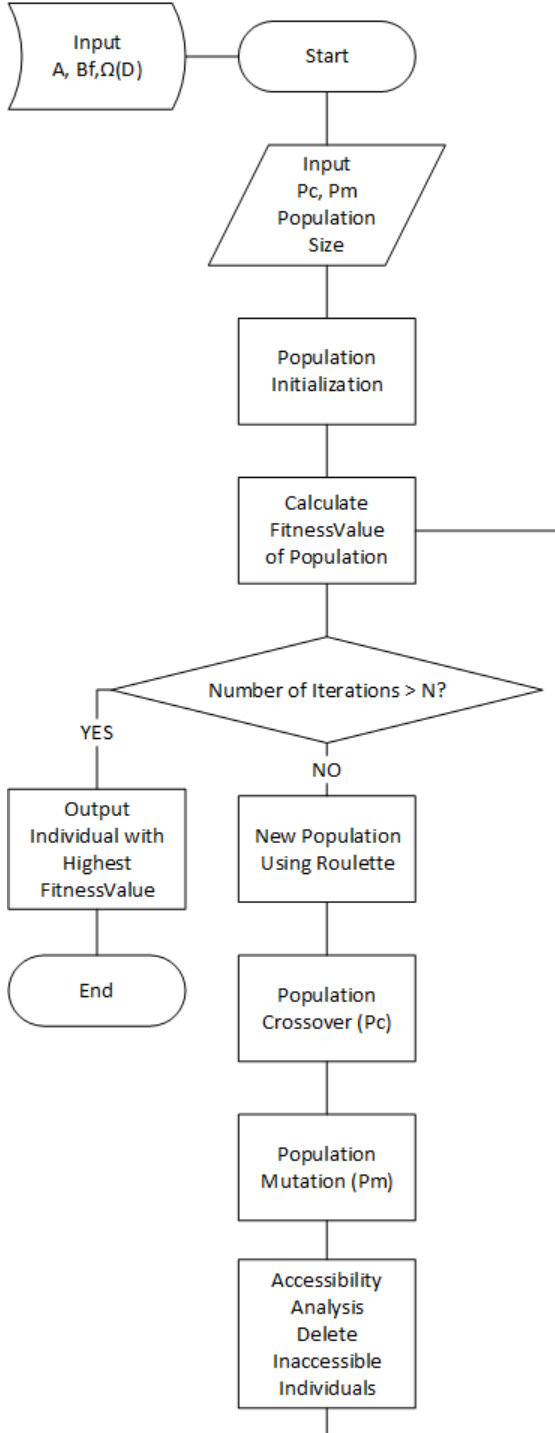 Input
A, Bf,Ω(D)
Start
Input
Pc, Pm
Population
Size
Population
Initialization
Calculate
FitnessValue
of Population
Number of Iterations > N?
YES
NO
Output
Individual with
Highest
FitnessValue
New Population
Using Roulette
End
Population
Crossover (Pc)
Population
Mutation (Pm)
Accessibility
Analysis
Delete
Inaccessible
Individuals